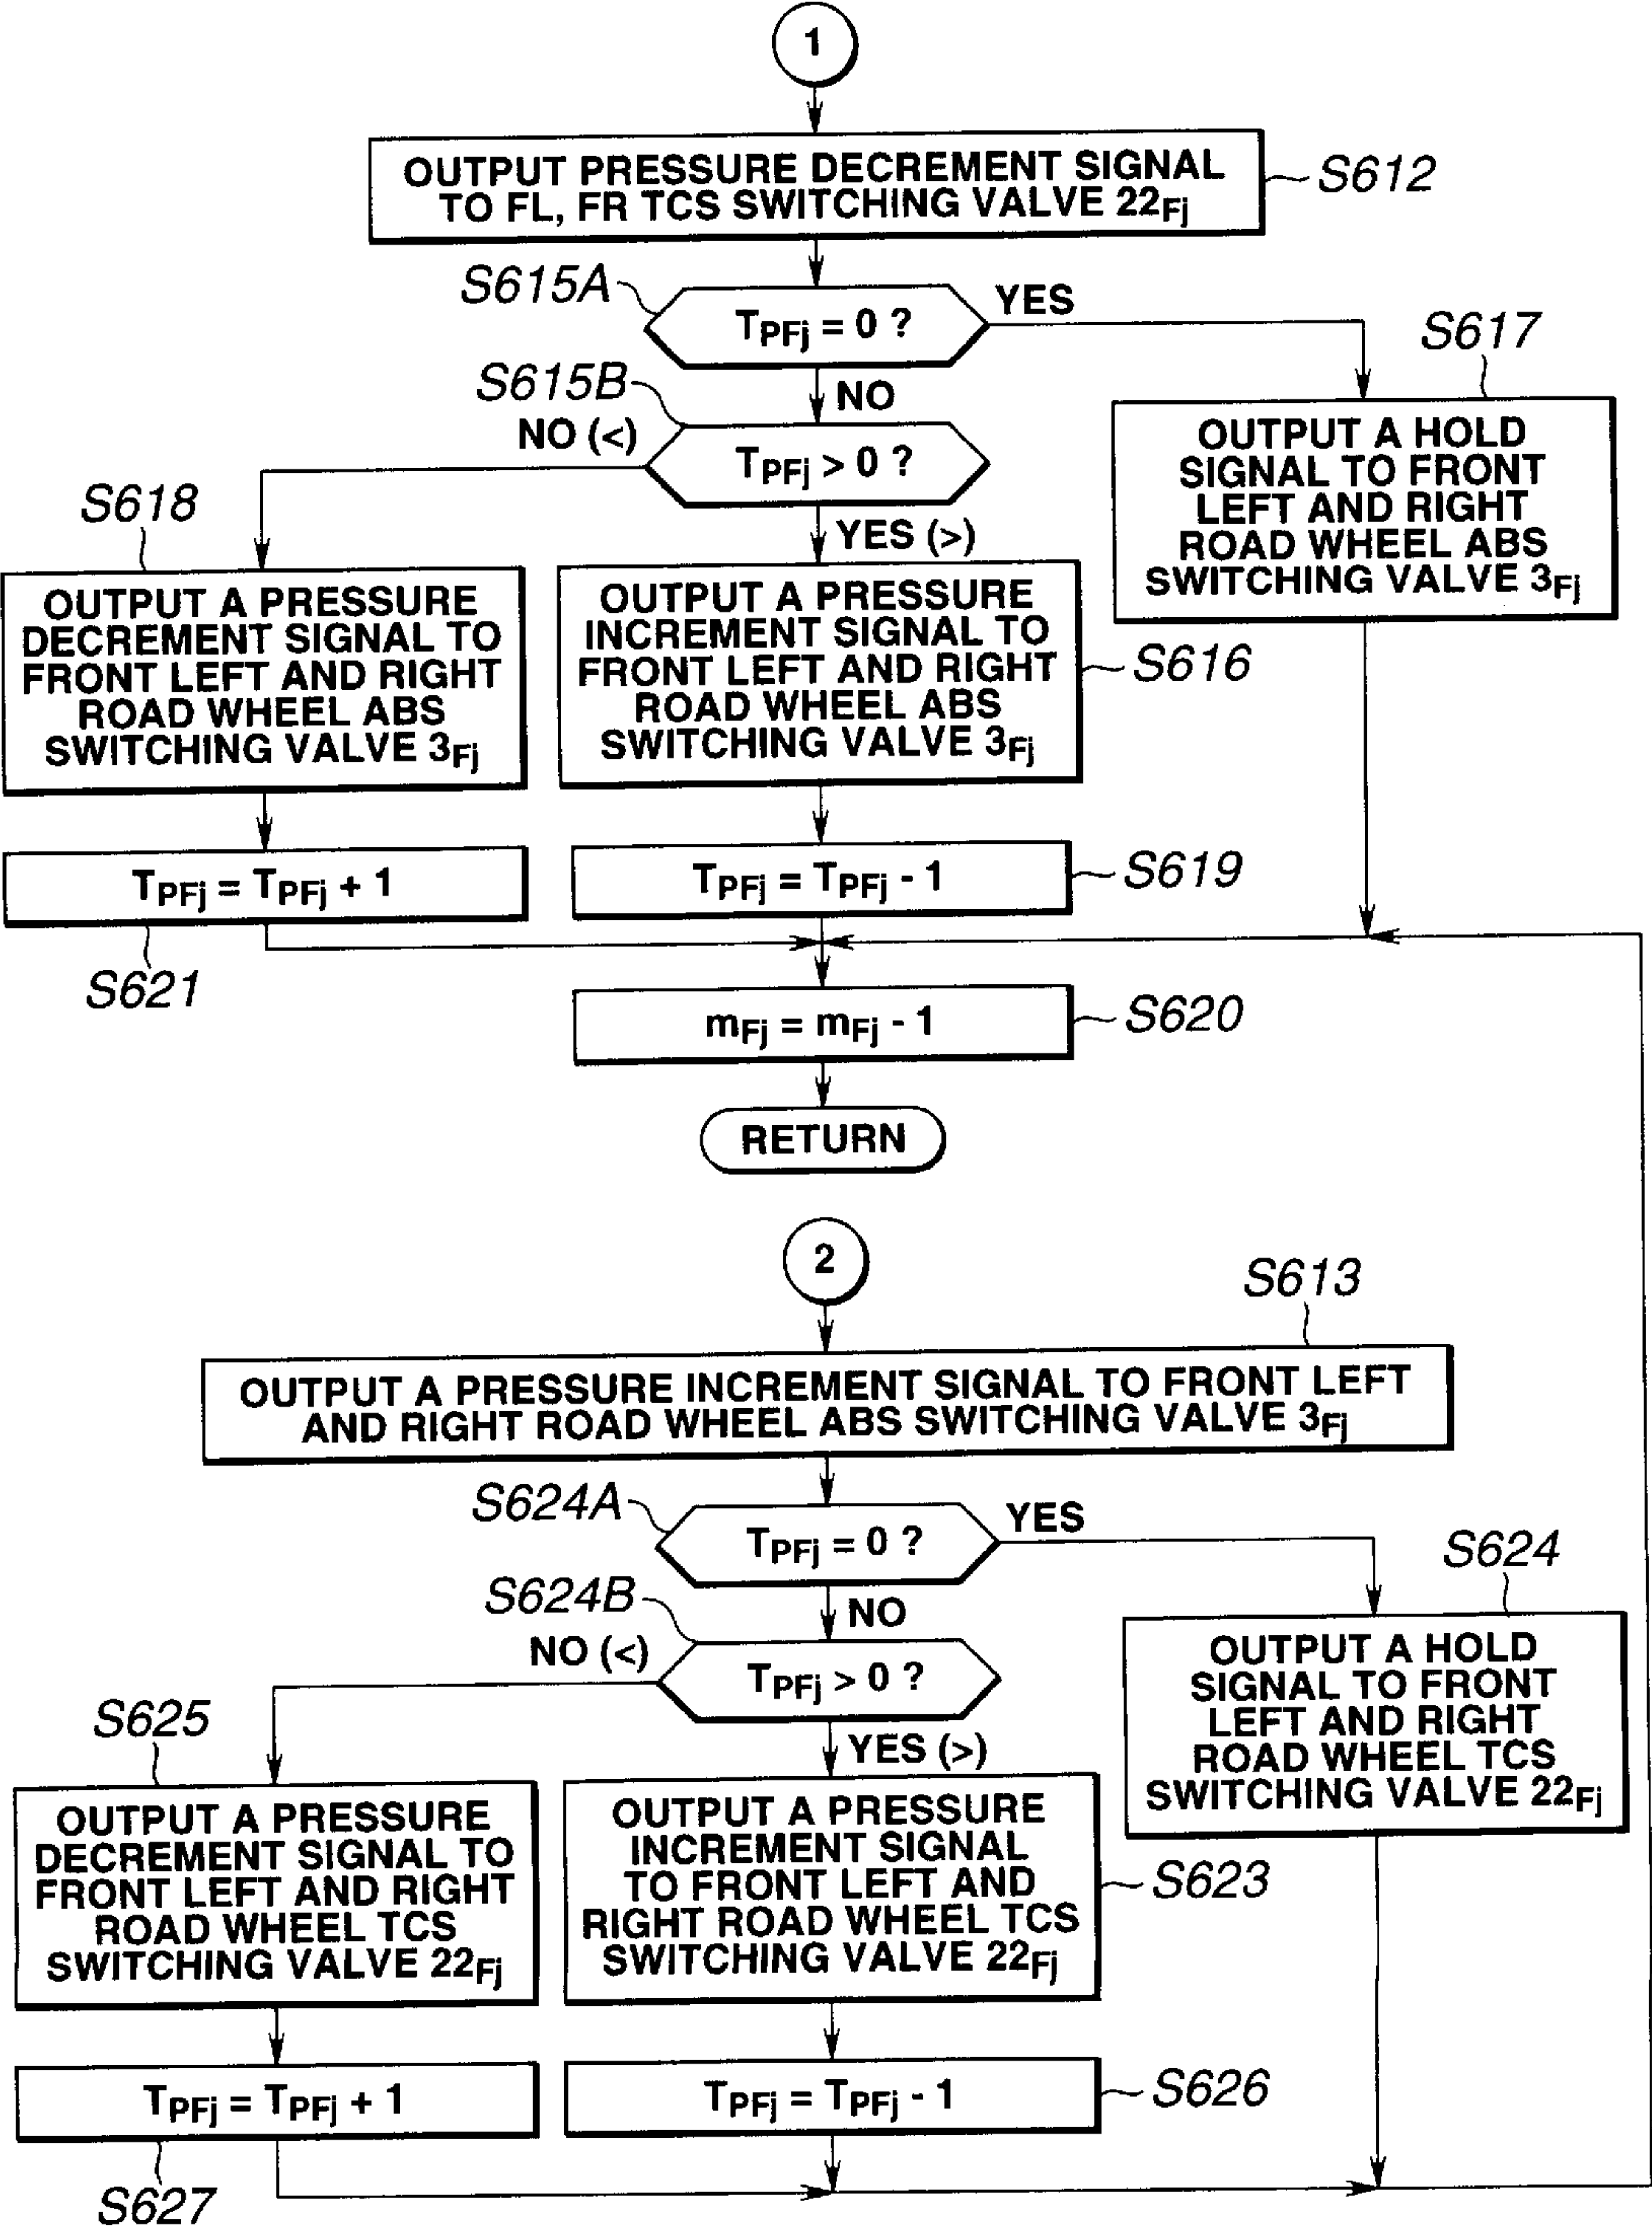 1
OUTPUT PRESSURE DECREMENT SIGNAL
TO FL, FR TCS SWITCHING VALVE 22Fj
S612
S615A
TPFj = 0 ?
YES
S617
S615B
NO
NO (<)
TPFj > 0 ?
OUTPUT A HOLD
SIGNAL TO FRONT
LEFT AND RIGHT
ROAD WHEEL ABS
SWITCHING VALVE 3Fj
S618
YES (>)
OUTPUT A PRESSURE
DECREMENT SIGNAL TO
FRONT LEFT AND RIGHT
ROAD WHEEL ABS
SWITCHING VALVE 3Fj
OUTPUT A PRESSURE
INCREMENT SIGNAL TO
FRONT LEFT AND RIGHT
ROAD WHEEL ABS
SWITCHING VALVE 3Fj
S616
TPFj = TPFj + 1
TPFj = TPFj - 1
S619
S621
mFj = mFj - 1
S620
RETURN
2
S613
OUTPUT A PRESSURE INCREMENT SIGNAL TO FRONT LEFT
AND RIGHT ROAD WHEEL ABS SWITCHING VALVE 3Fj
S624A
TPFj = 0 ?
YES
S624
S624B
NO
NO (<)
TPFj > 0 ?
OUTPUT A HOLD
SIGNAL TO FRONT
LEFT AND RIGHT
ROAD WHEEL TCS
SWITCHING VALVE 22Fj
S625
YES (>)
OUTPUT A PRESSURE
DECREMENT SIGNAL TO
FRONT LEFT AND RIGHT
ROAD WHEEL TCS
SWITCHING VALVE 22Fj
OUTPUT A PRESSURE
INCREMENT SIGNAL
TO FRONT LEFT AND
RIGHT ROAD WHEEL TCS
SWITCHING VALVE 22Fj
S623
TPFj = TPFj + 1
TPFj = TPFj - 1
S626
S627